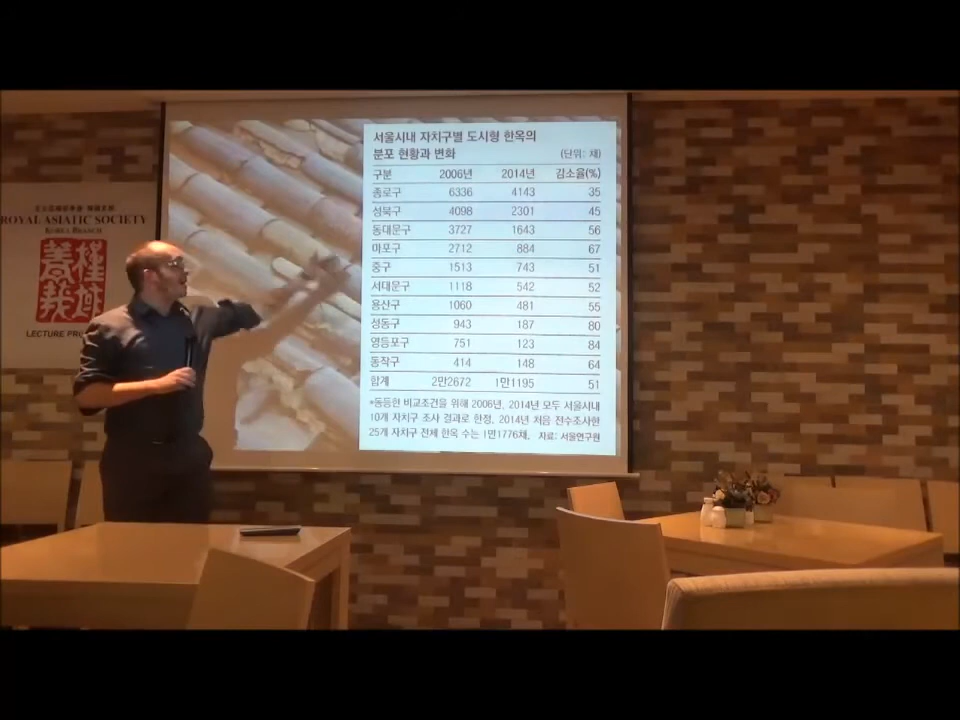 ROYAL ASIATIC SOCIETY
KOREA BRANCH
LECTURE
서울시내 자치구별 도시형 한옥의
분포 현황과 변화 (단위: 채)
구분 2006년 2014년 감소율(%)
종로구 6336 4143 35
성북구 4098 2301 45
동대문구 3727 1643 56
마포구 2712 884 67
중구 1513 743 51
서대문구 1118 542 52
용산구 1060 481 55
성동구 943 187 80
영등포구 751 123 84
동작구 414 148 64
합계 2만2672 1만1195 51
*동등한 비교조건을 위해 2006년, 2014년 모두 서울시내
10개 자치구 조사 결과로 한정. 2014년 처음 전수조사한
25개 자치구 전체 한옥 수는 1만1776채. 자료: 서울연구원